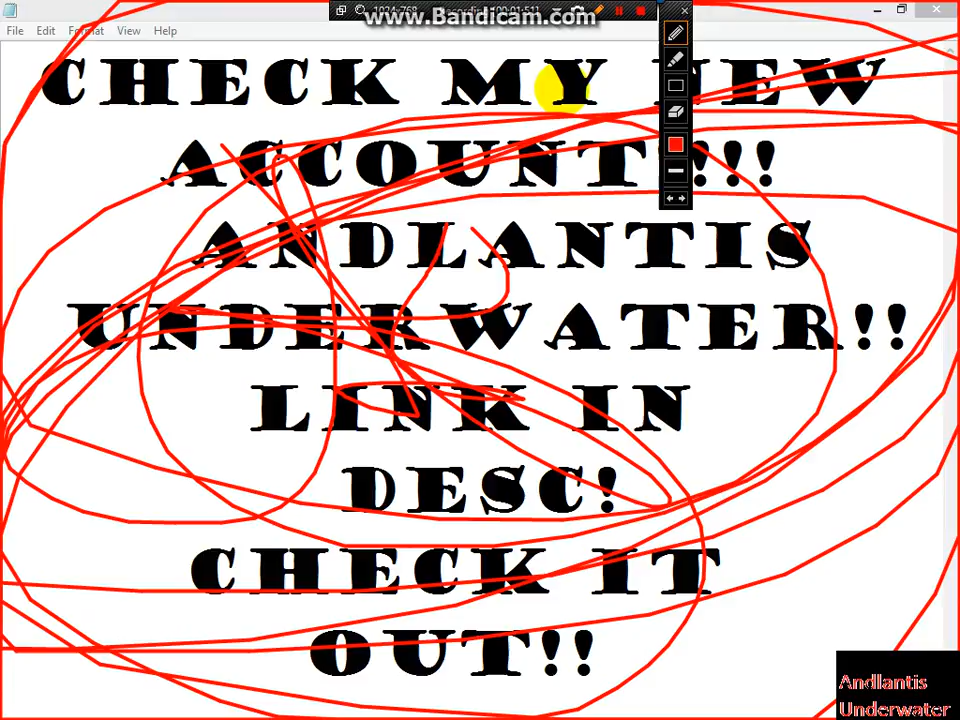 www.Bandicam.com
File Edit Format View Help
CHECK MY NEW
ACCOUNT!!!!
ANDLANTIS
UNDERWATER!!
LINK IN
DESC!
CHECK IT
OUT!!
Andlantis
Underwater